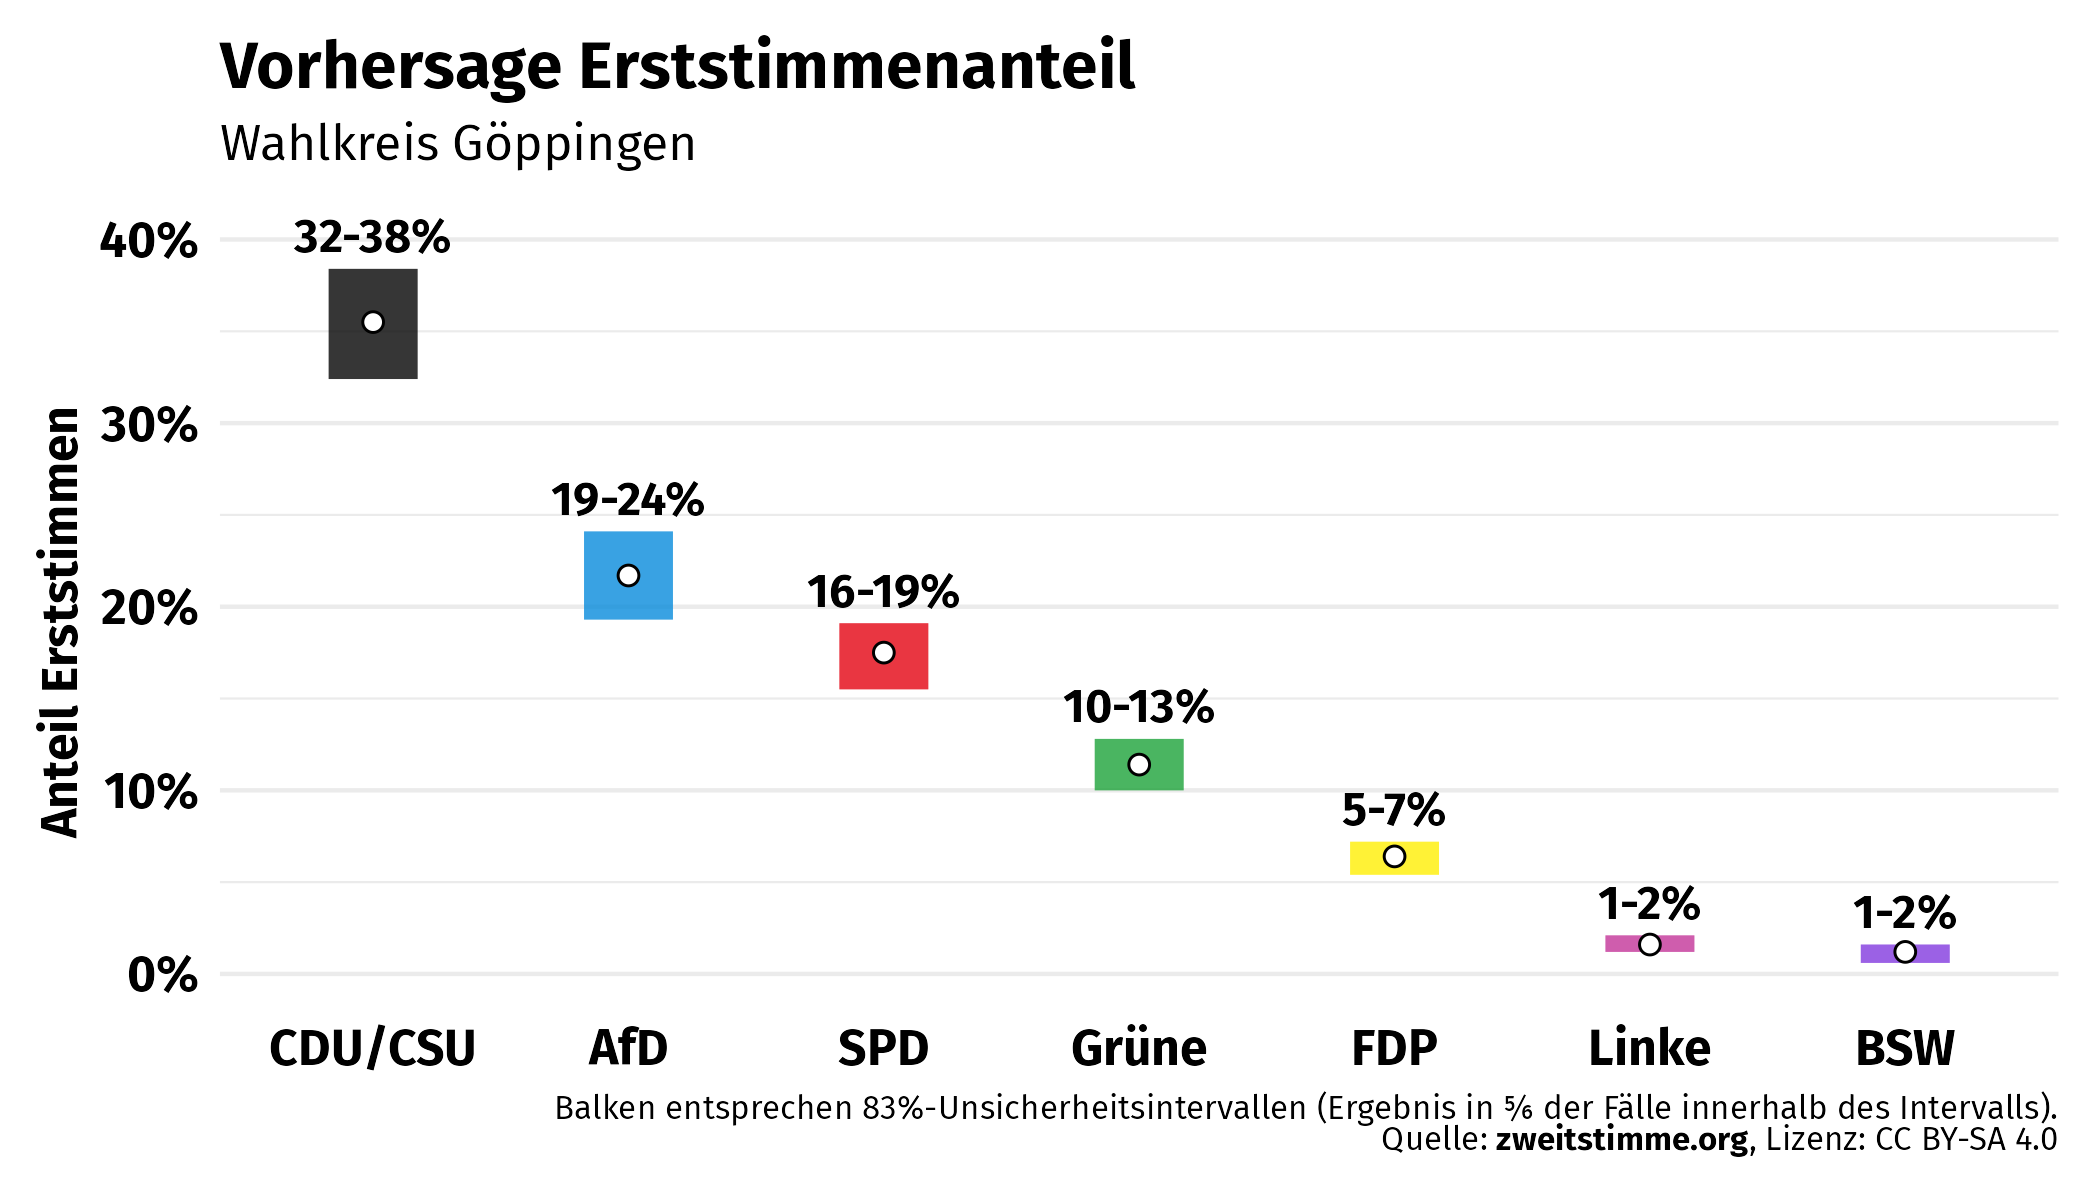 Vorhersage Erststimmenanteil
Wahlkreis Göppingen
Anteil Erststimmen
40%
30%
20%
10%
0%
32-38%
19-24%
16-19%
10-13%
5-7%
1-2%
1-2%
CDU/CSU
AfD
SPD
Grüne
FDP
Linke
BSW
Balken entsprechen 83%-Unsicherheitsintervallen (Ergebnis in ⅚ der Fälle innerhalb des Intervalls).
Quelle: zweitstimme.org, Lizenz: CC BY-SA 4.0